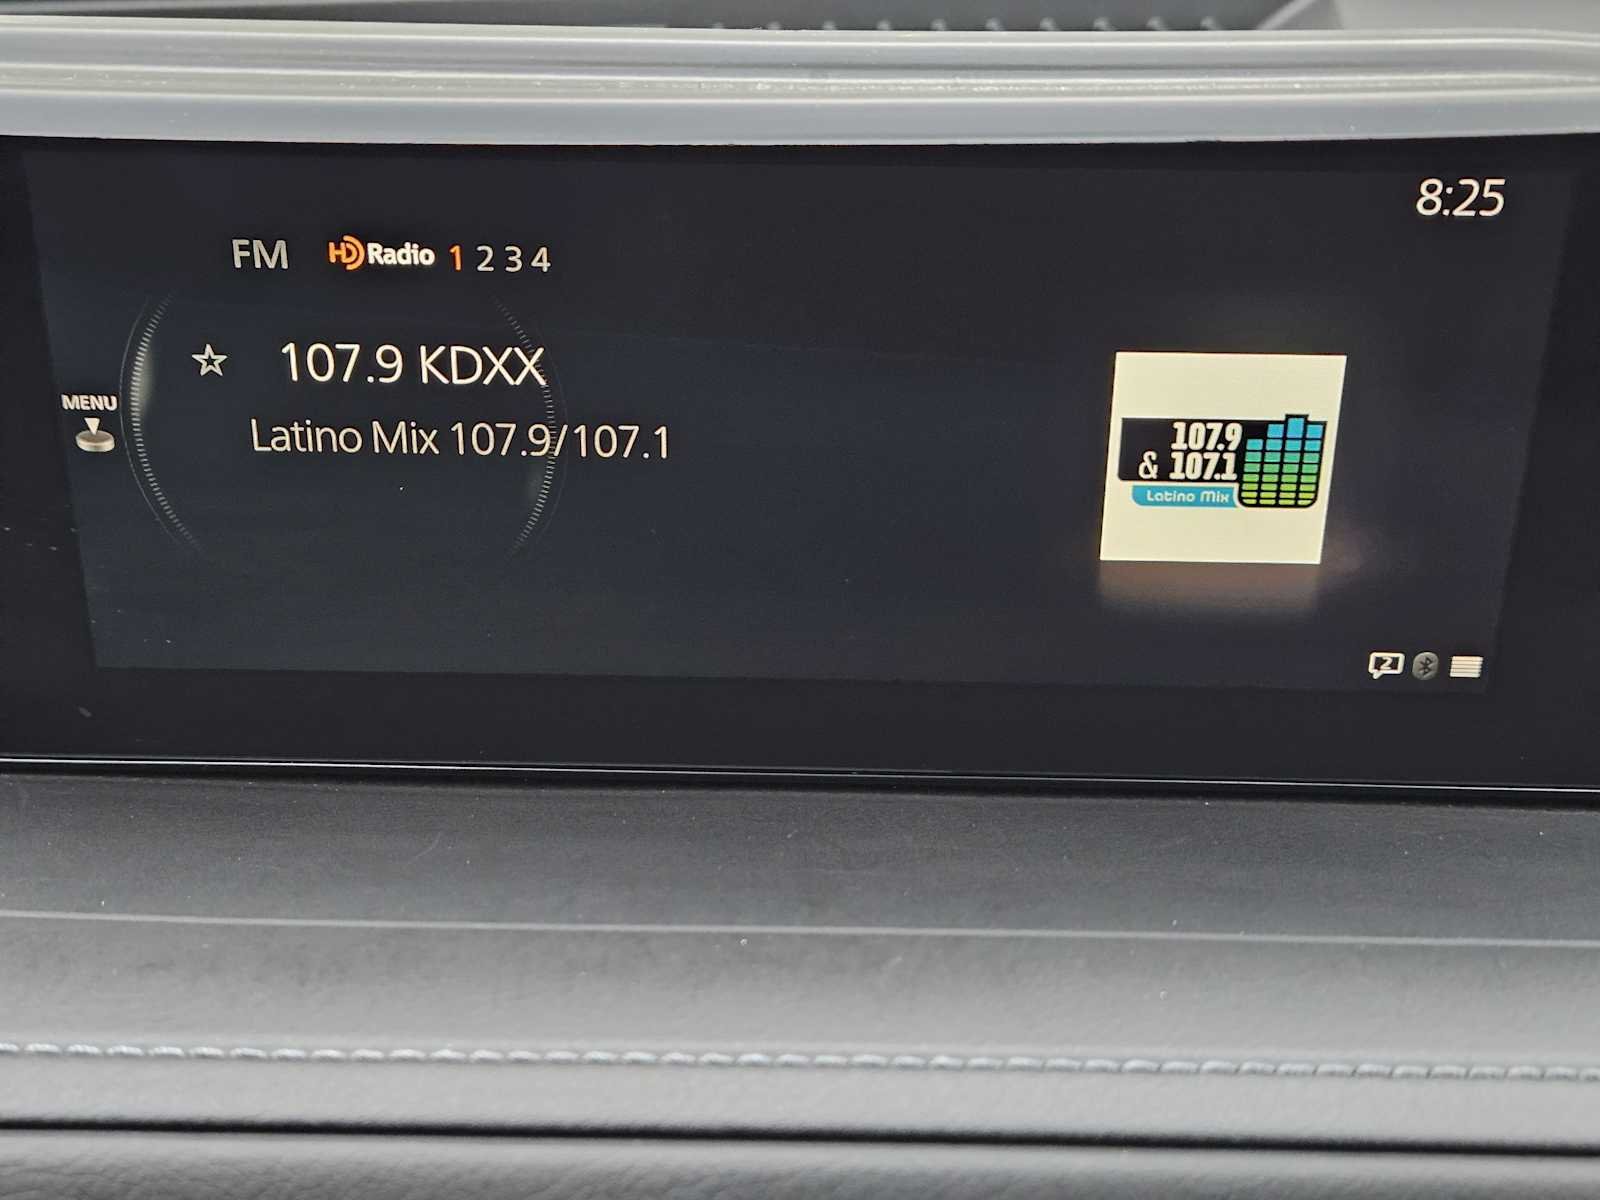 8:25
FM HD Radio 1 2 3 4
107.9 KDXX
MENU
Latino Mix 107.9/107.1
107.9
& 107.1
Latino Mix
2